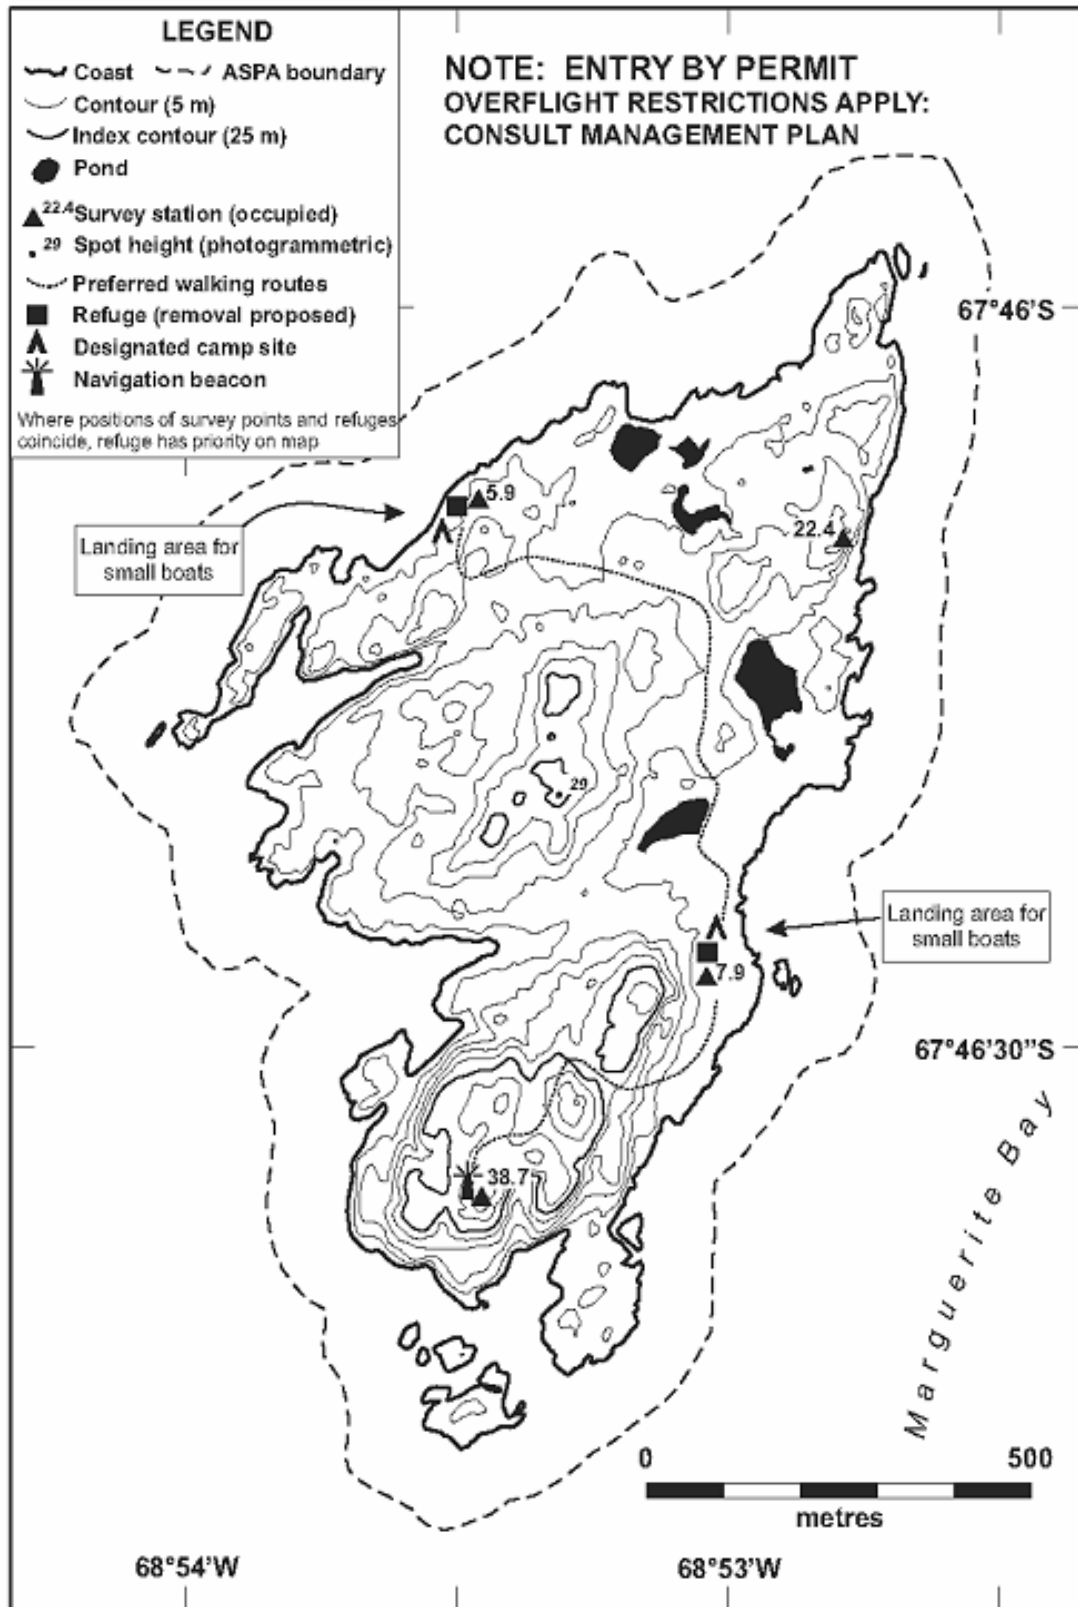 LEGEND
Coast ASPA boundary
Contour (5 m)
Index contour (25 m)
Pond
22.4 Survey station (occupied)
29 Spot height (photogrammetric)
Preferred walking routes
Refuge (removal proposed)
Designated camp site
Navigation beacon
Where positions of survey points and refuges
coincide, refuge has priority on map
NOTE: ENTRY BY PERMIT
OVERFLIGHT RESTRICTIONS APPLY:
CONSULT MANAGEMENT PLAN
67°46'S
5.9
22.4
Landing area for
small boats
29
Landing area for
small boats
7.9
67°46'30"S
38.7
Marguerite Bay
0 500
metres
68°54'W 68°53'W